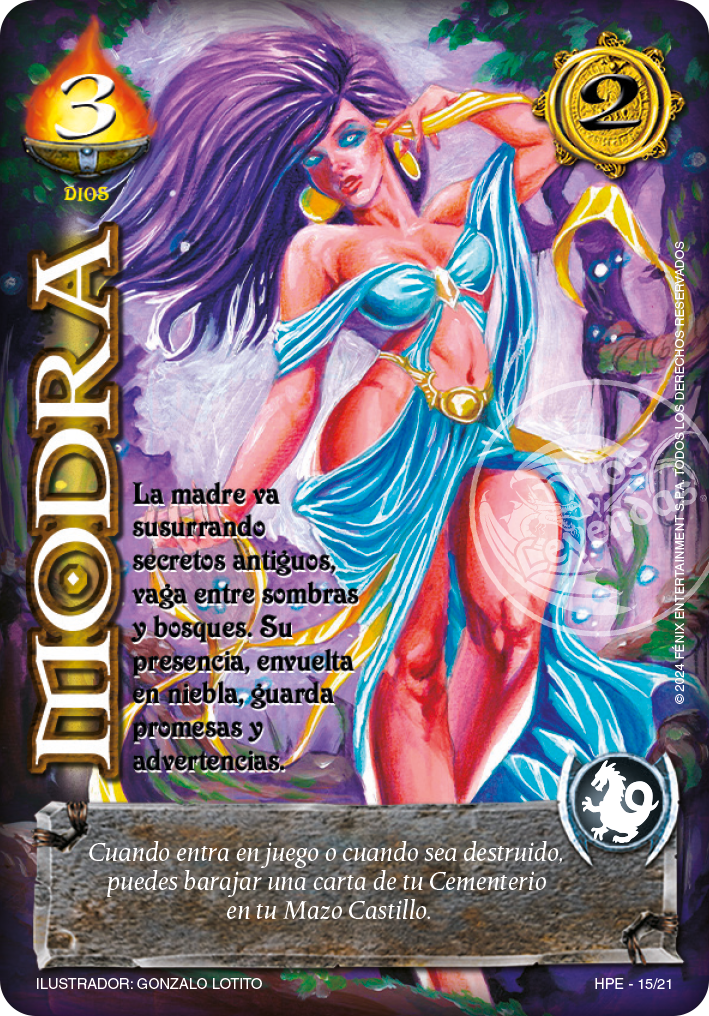 3
2
DIOS
MODRA
La madre va
susurrando
secretos antiguos,
vaga entre sombras
y bosques. Su
presencia, envuelta
en niebla, guarda
promesas y
advertencias.
Mitos
Leyendas
©2024 FÉNIX ENTERTAINMENT S.P.A. TODOS LOS DERECHOS RESERVADOS
Cuando entra en juego o cuando sea destruido,
puedes barajar una carta de tu Cementerio
en tu Mazo Castillo.
ILUSTRADOR: GONZALO LOTITO
HPE - 15/21